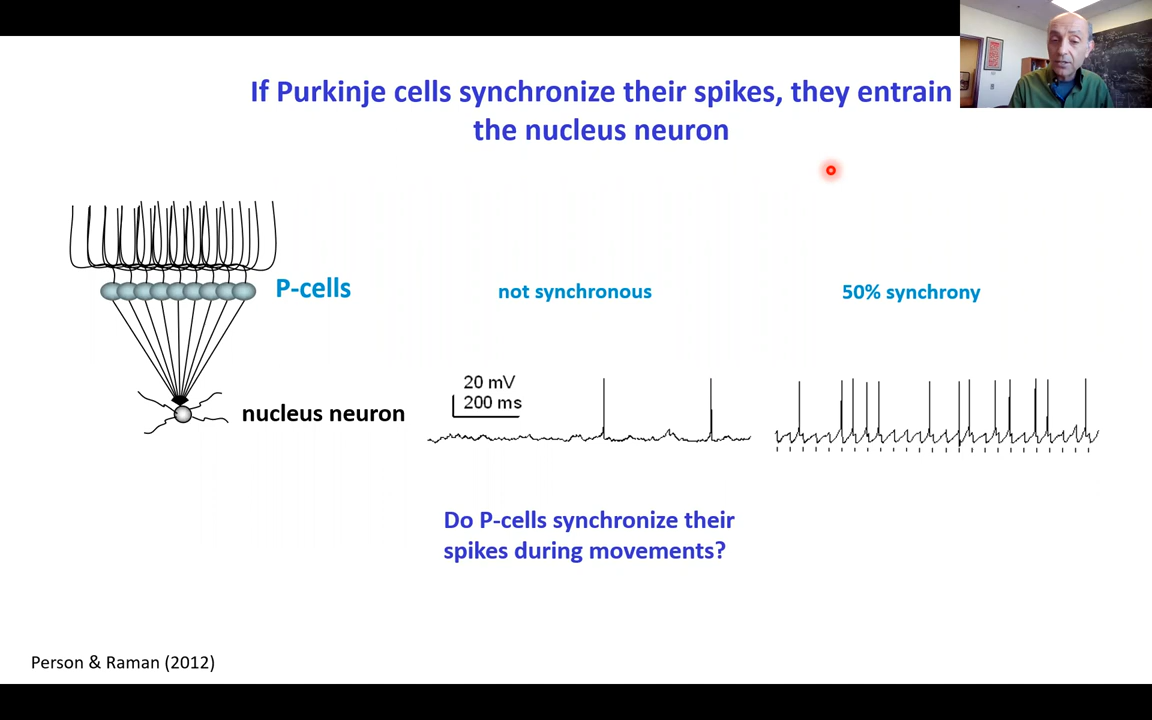 If Purkinje cells synchronize their spikes, they entrain
the nucleus neuron
P-cells
not synchronous
50% synchrony
20 mV
200 ms
nucleus neuron
Do P-cells synchronize their
spikes during movements?
Person & Raman (2012)